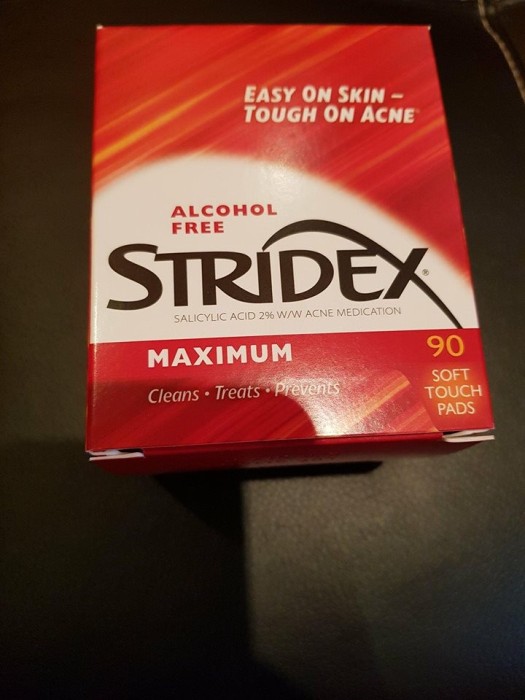 EASY ON SKIN –
TOUGH ON ACNE
ALCOHOL
FREE
STRIDEX®
SALICYLIC ACID 2% W/W ACNE MEDICATION
MAXIMUM
90
SOFT
TOUCH
PADS
Cleans • Treats • Prevents